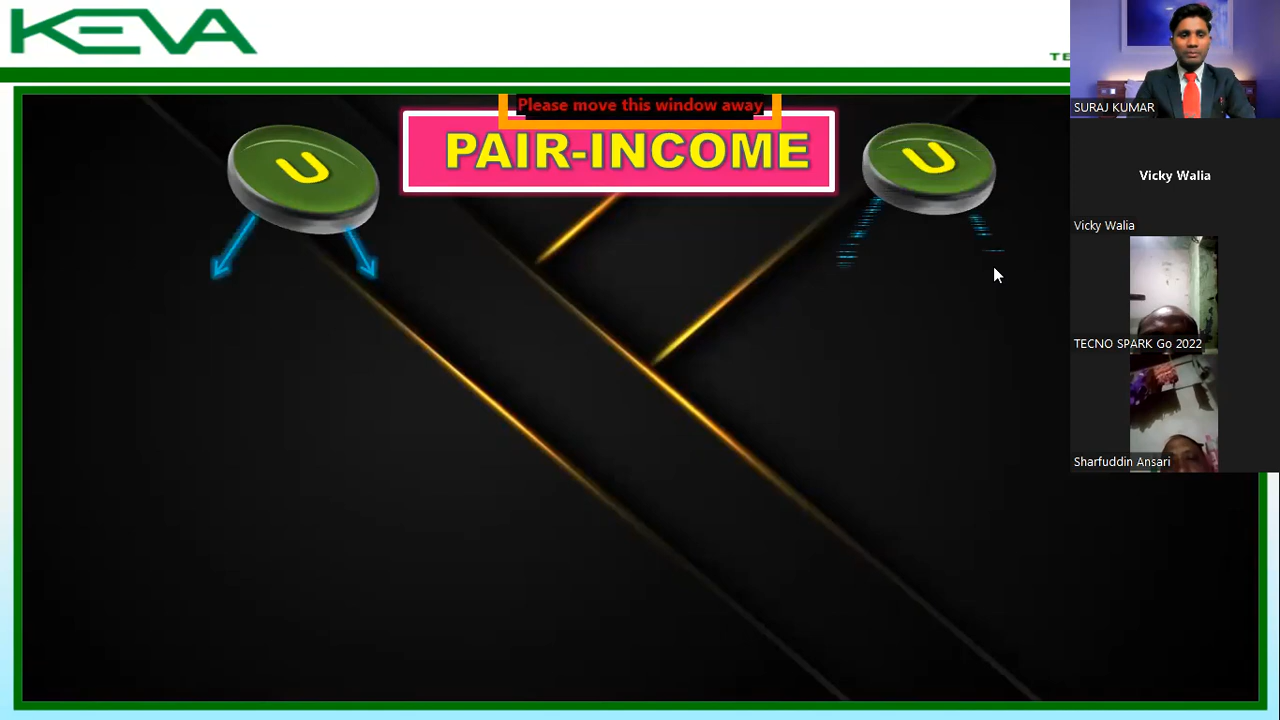 KEVA
TE
Please move this window away
PAIR-INCOME
U
U
SURAJ KUMAR
Vicky Walia
Vicky Walia
TECNO SPARK Go 2022
Sharfuddin Ansari